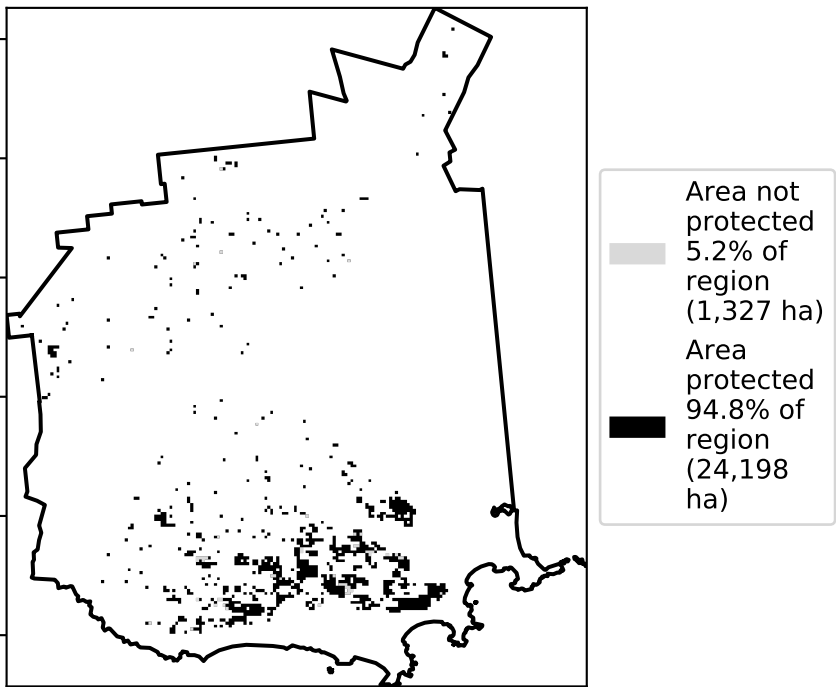 Area not
protected
5.2% of
region
(1,327 ha)
Area
protected
94.8% of
region
(24,198
ha)